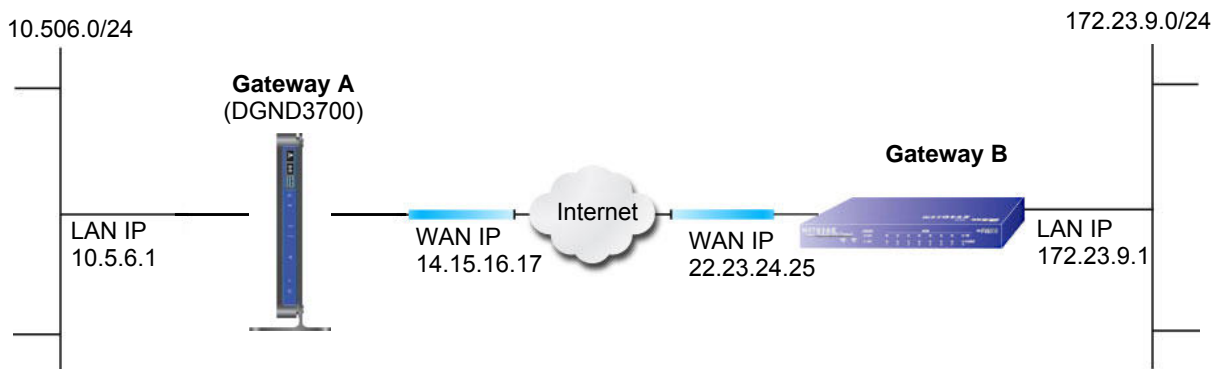 10.506.0/24
172.23.9.0/24
Gateway A
(DGND3700)
Gateway B
Internet
LAN IP
10.5.6.1
WAN IP
14.15.16.17
WAN IP
22.23.24.25
LAN IP
172.23.9.1